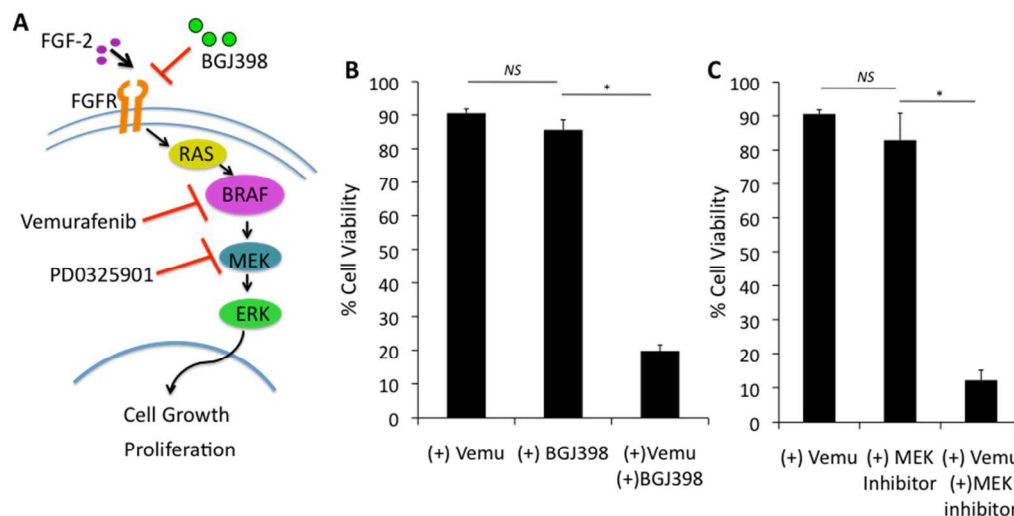 A
FGF-2
BGJ398
FGFR
RAS
BRAF
Vemurafenib
MEK
PD0325901
ERK
Cell Growth
Proliferation
B
NS
*
100
90
80
70
60
50
40
30
20
10
0
% Cell Viability
(+) Vemu
(+) BGJ398
(+)Vemu
(+)BGJ398
C
NS
*
100
90
80
70
60
50
40
30
20
10
0
% Cell Viability
(+) Vemu
(+) MEK
Inhibitor
(+) Vemu
(+)MEK
inhibitor